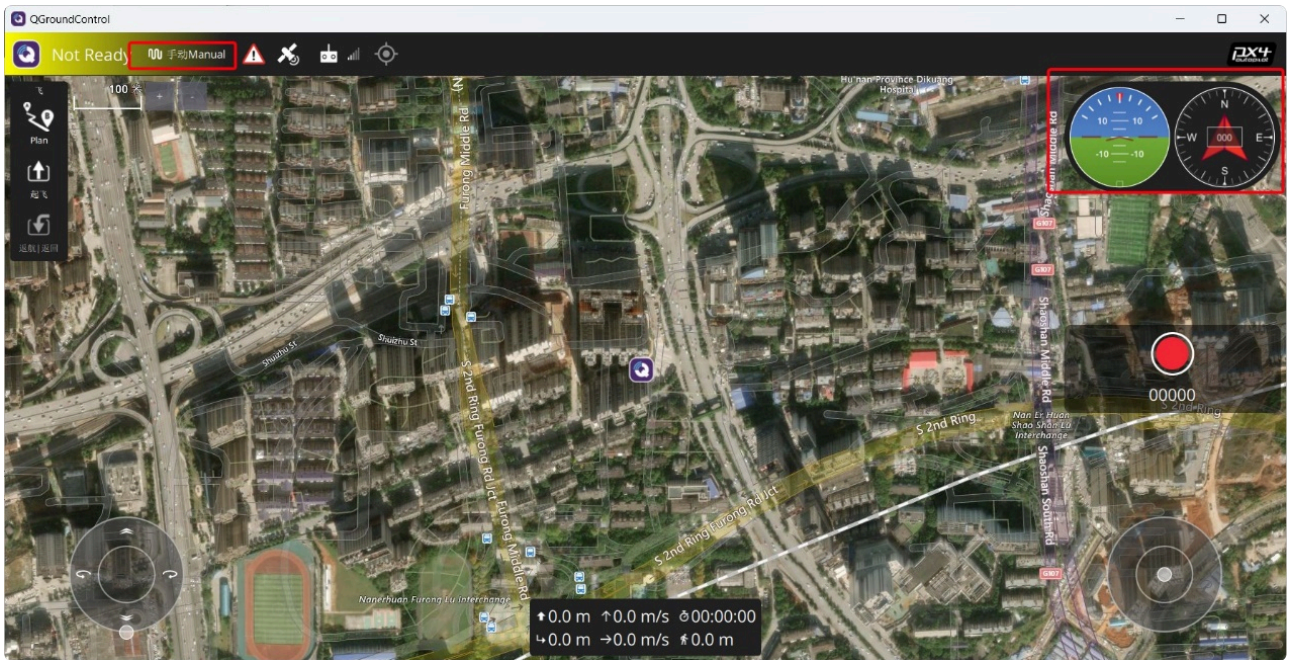 QGroundControl
Not Ready
手动Manual
px4
autopilot
飞
Plan
起飞
返航|返回
100
Hu'nan Province Dikuang
Hospital
Furong Middle Rd
10 10
-10 -10
N
W
000
E
S
G107
G107
Shaoshan Middle Rd
Shuizhu St
Shuizhu St
S 2nd Ring Furong Rd Jct
Furong Middle Rd
00000
S 2nd Ring
S 2nd Ring
Nan Er Huan
Shao Shan Lu
Interchange
Shaoshan South Rd
S 2nd Ring Furong Rd Jct
G107
Nanerhuan Furong Lu Interchange
0.0 m 0.0 m/s 00:00:00
0.0 m 0.0 m/s 0.0 m